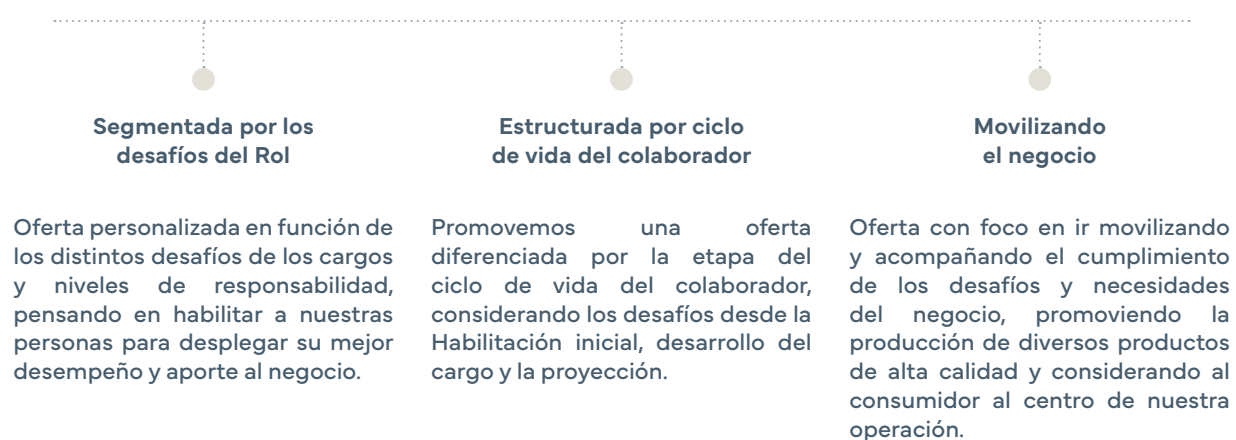 Segmentada por los
desafíos del Rol
Oferta personalizada en función de
los distintos desafíos de los cargos
y niveles de responsabilidad,
pensando en habilitar a nuestras
personas para desplegar su mejor
desempeño y aporte al negocio.
Estructurada por ciclo
de vida del colaborador
Promovemos una oferta
diferenciada por la etapa del
ciclo de vida del colaborador,
considerando los desafíos desde la
Habilitación inicial, desarrollo del
cargo y la proyección.
Movilizando
el negocio
Oferta con foco en ir movilizando
y acompañando el cumplimiento
de los desafíos y necesidades
del negocio, promoviendo la
producción de diversos productos
de alta calidad y considerando al
consumidor al centro de nuestra
operación.